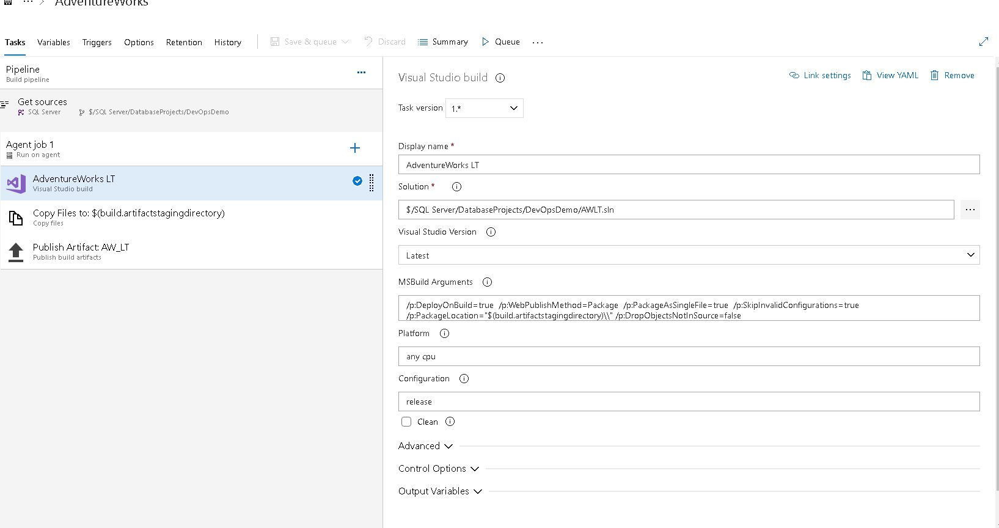 AdventureWorks
Tasks Variables Triggers Options Retention History Save & queue Discard Summary Queue ...
Pipeline
Build pipeline
Get sources
SQL Server $/SQL Server/DatabaseProjects/DevOpsDemo
Agent job 1
Run on agent
AdventureWorks LT
Visual Studio build
Copy Files to: $(build.artifactstagingdirectory)
Copy files
Publish Artifact: AW_LT
Publish build artifacts
Visual Studio build
Link settings View YAML Remove
Task version 1.*
Display name *
AdventureWorks LT
Solution *
$/SQL Server/DatabaseProjects/DevOpsDemo/AWLT.sln
Visual Studio Version
Latest
MSBuild Arguments
/p:DeployOnBuild=true /p:WebPublishMethod=Package /p:PackageAsSingleFile=true /p:SkipInvalidConfigurations=true
/p:PackageLocation="$(build.artifactstagingdirectory)\\" /p:DropObjectsNotInSource=false
Platform
any cpu
Configuration
release
Clean
Advanced
Control Options
Output Variables